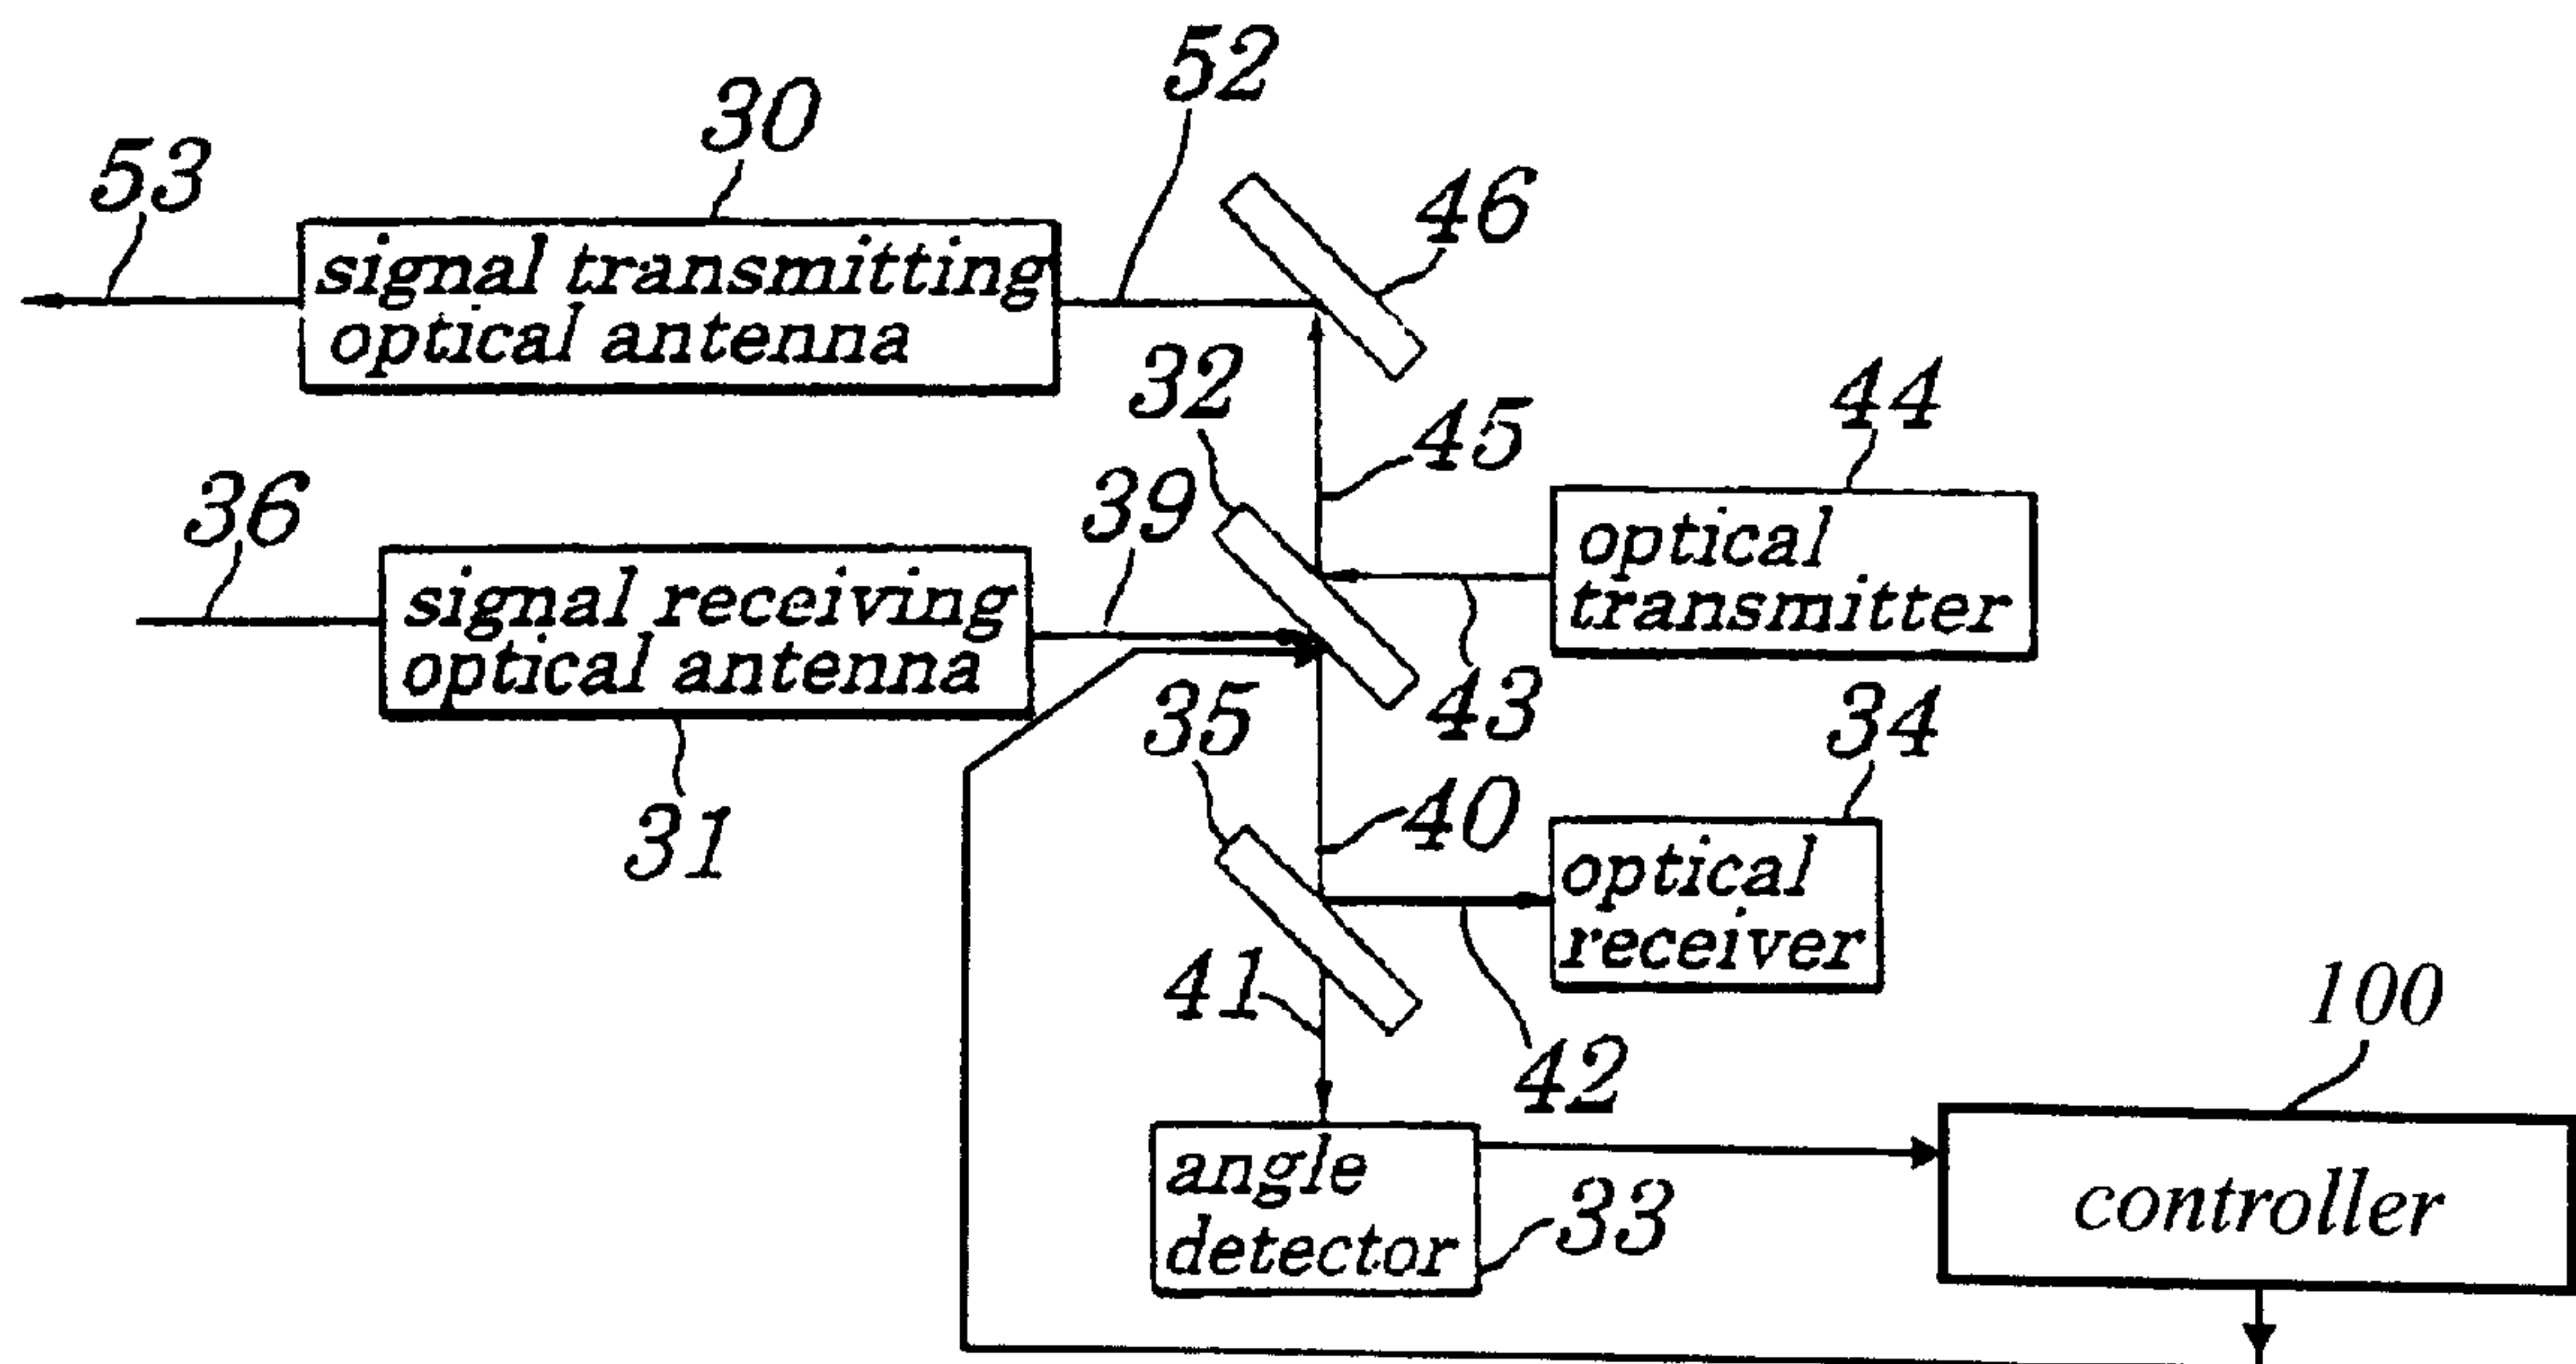 52
30
53
46
signal transmitting
optical antenna
32
44
45
36
39
optical
transmitter
signal receiving
optical antenna
43
35
34
31
40
optical
receiver
41
100
42
angle
detector
33
controller